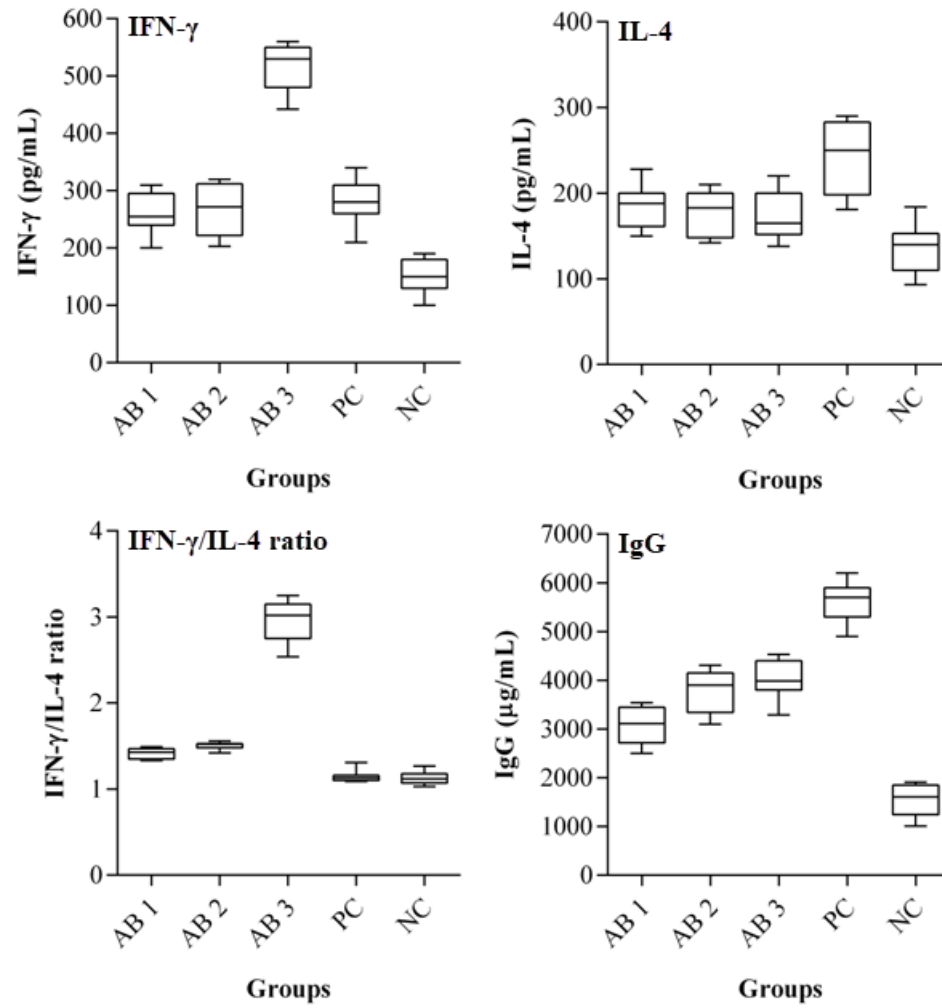 IFN-γ
600
500
400
300
200
100
0
IFN-γ (pg/mL)
AB 1
AB 2
AB 3
PC
NC
Groups
IL-4
400
300
200
100
0
IL-4 (pg/mL)
AB 1
AB 2
AB 3
PC
NC
Groups
IFN-γ/IL-4 ratio
4
3
2
1
0
IFN-γ/IL-4 ratio
AB 1
AB 2
AB 3
PC
NC
Groups
IgG
7000
6000
5000
4000
3000
2000
1000
0
IgG (μg/mL)
AB 1
AB 2
AB 3
PC
NC
Groups